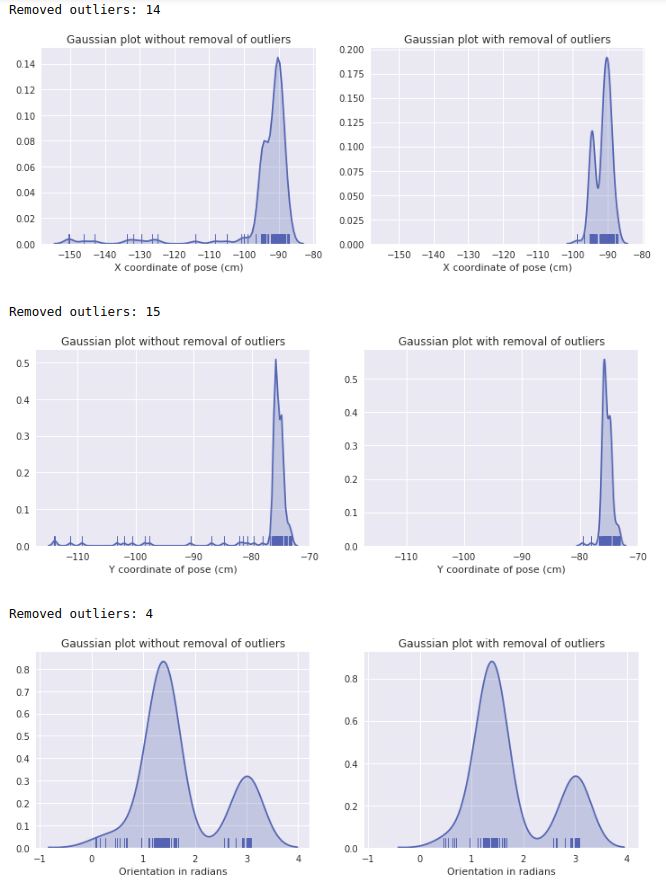 Removed outliers: 14
Gaussian plot without removal of outliers Gaussian plot with removal of outliers
0.14 0.12 0.10 0.08 0.06 0.04 0.02 0.00
0.200 0.175 0.150 0.125 0.100 0.075 0.050 0.025 0.000
−150 −140 −130 −120 −110 −100 −90 −80 −150 −140 −130 −120 −110 −100 −90 −80
X coordinate of pose (cm) X coordinate of pose (cm)
Removed outliers: 15
Gaussian plot without removal of outliers Gaussian plot with removal of outliers
0.5 0.4 0.3 0.2 0.1 0.0
0.5 0.4 0.3 0.2 0.1 0.0
−110 −100 −90 −80 −70 −110 −100 −90 −80 −70
Y coordinate of pose (cm) Y coordinate of pose (cm)
Removed outliers: 4
Gaussian plot without removal of outliers Gaussian plot with removal of outliers
0.8 0.7 0.6 0.5 0.4 0.3 0.2 0.1 0.0
0.8 0.6 0.4 0.2 0.0
−1 0 1 2 3 4 −1 0 1 2 3 4
Orientation in radians Orientation in radians